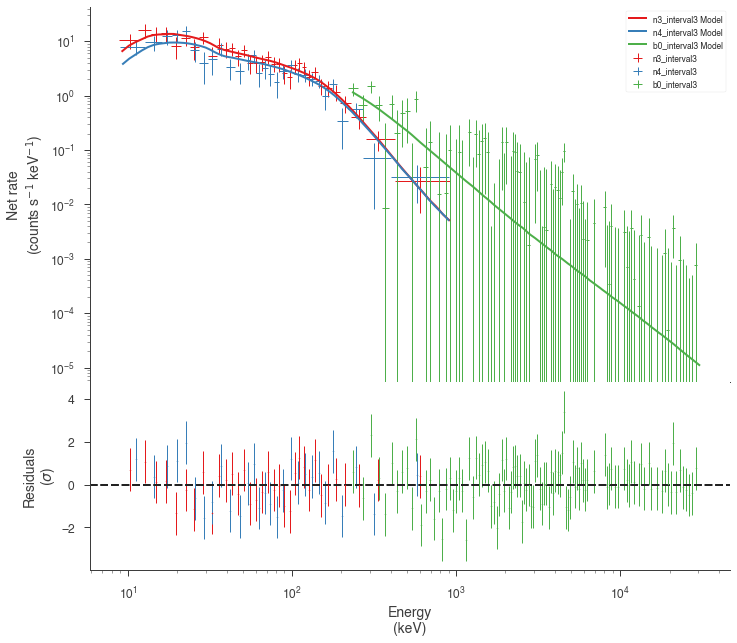 n3_interval3 Model
n4_interval3 Model
b0_interval3 Model
n3_interval3
n4_interval3
b0_interval3
Net rate
(counts s⁻¹ keV⁻¹)
10¹
10⁰
10⁻¹
10⁻²
10⁻³
10⁻⁴
10⁻⁵
Residuals
(σ)
4
2
0
−2
10¹ 10² 10³ 10⁴
Energy
(keV)